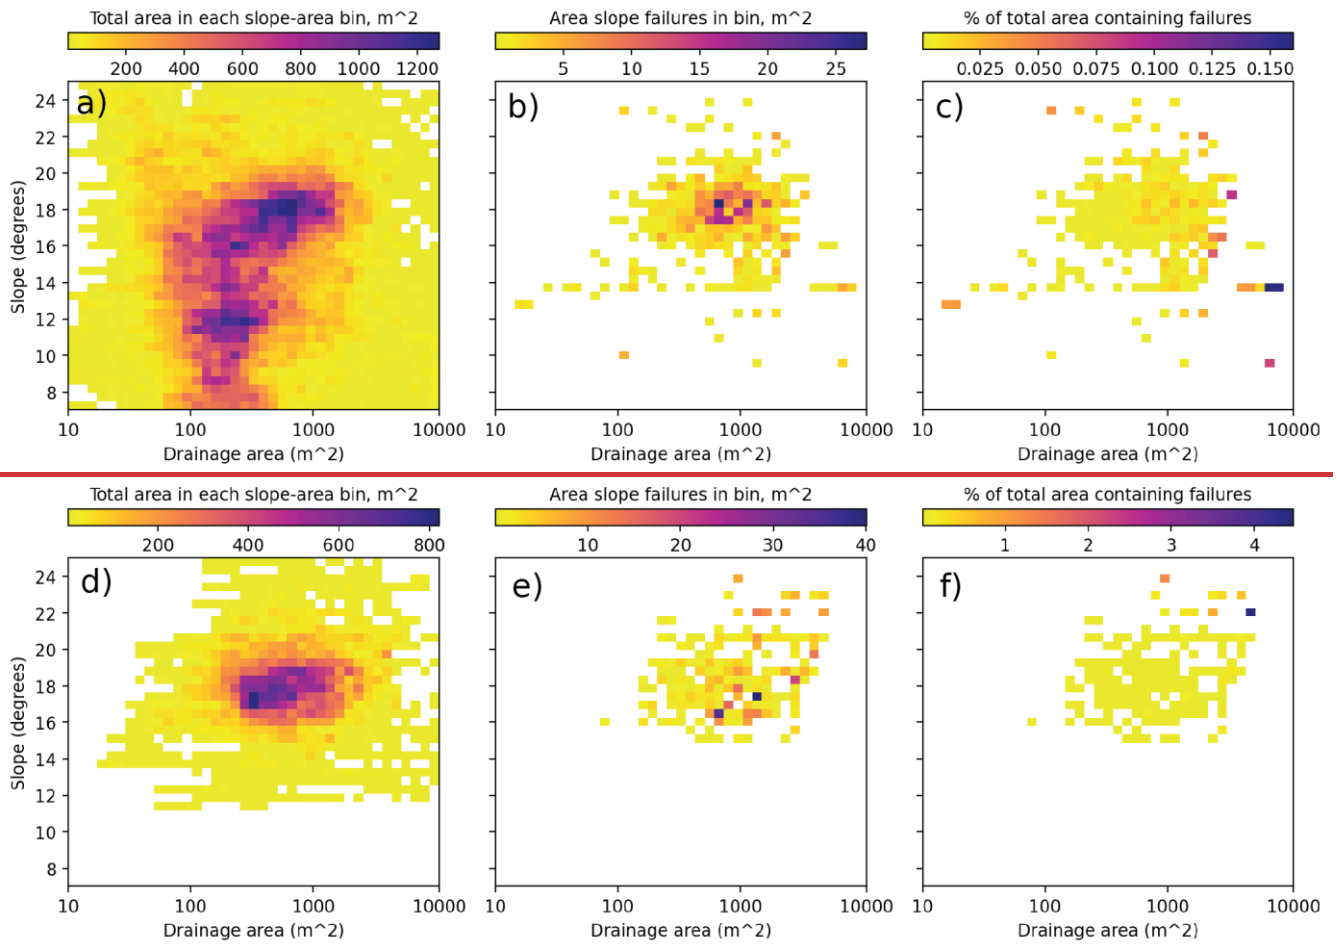 Total area in each slope-area bin, m^2
Area slope failures in bin, m^2
% of total area containing failures
200 400 600 800 1000 1200
5 10 15 20 25
0.025 0.050 0.075 0.100 0.125 0.150
a)
b)
c)
24
22
20
18
16
14
12
10
8
Slope (degrees)
10 100 1000 10000
10 100 1000 10000
10 100 1000 10000
Drainage area (m^2)
Drainage area (m^2)
Drainage area (m^2)
Total area in each slope-area bin, m^2
Area slope failures in bin, m^2
% of total area containing failures
200 400 600 800
10 20 30 40
1 2 3 4
d)
e)
f)
24
22
20
18
16
14
12
10
8
Slope (degrees)
10 100 1000 10000
10 100 1000 10000
10 100 1000 10000
Drainage area (m^2)
Drainage area (m^2)
Drainage area (m^2)